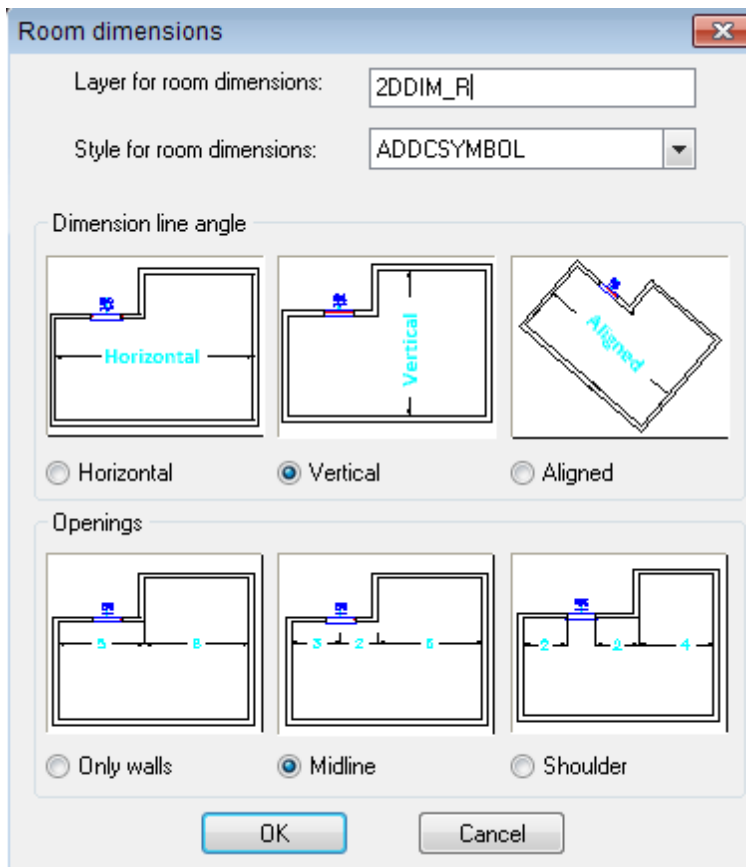 Room dimensions
Layer for room dimensions: 2DDIM_R
Style for room dimensions: ADDCSYMBOL
Dimension line angle
Horizontal Vertical Aligned
Horizontal Vertical Aligned
Openings
5 8 3 2 6 2 2 4
Only walls Midline Shoulder
OK Cancel